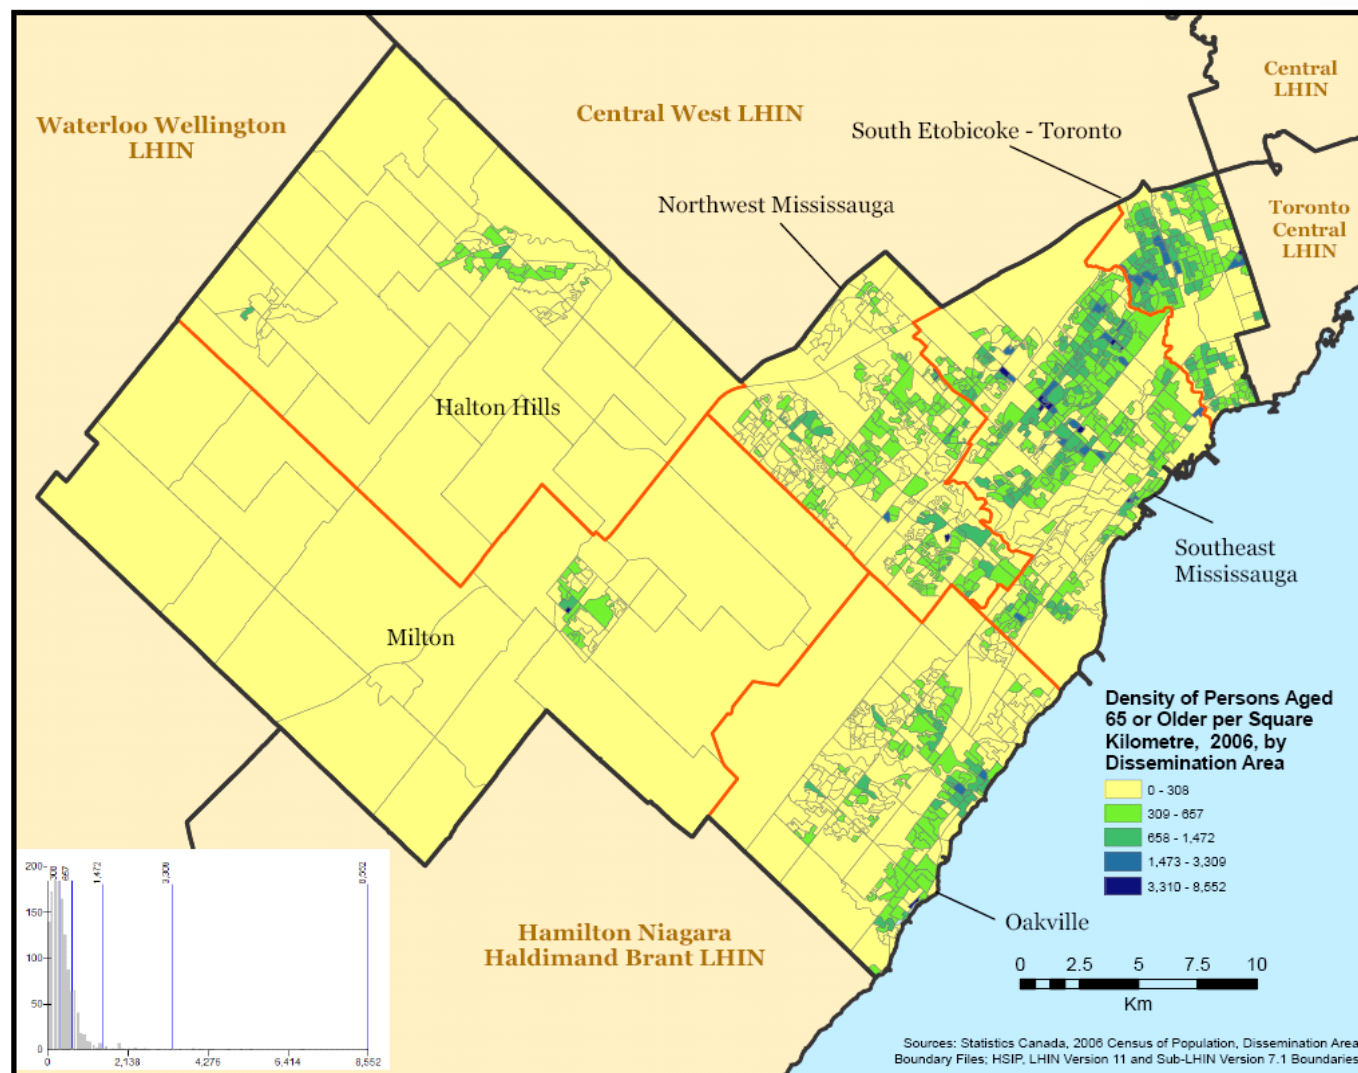 Central
LHIN
Central West LHIN
Waterloo Wellington
LHIN
South Etobicoke - Toronto
Northwest Mississauga
Toronto
Central
LHIN
Halton Hills
Southeast
Mississauga
Milton
Density of Persons Aged
65 or Older per Square
Kilometre, 2006, by
Dissemination Area
0 - 308
309 - 657
658 - 1,472
1,473 - 3,309
3,310 - 8,552
Oakville
Hamilton Niagara
Haldimand Brant LHIN
0 2.5 5 7.5 10
Km
308 657 1,472 3,309 8,552
200
150
100
50
0
0 2,138 4,276 6,414 8,552
Sources: Statistics Canada, 2006 Census of Population, Dissemination Area
Boundary Files; HSIP, LHIN Version 11 and Sub-LHIN Version 7.1 Boundaries